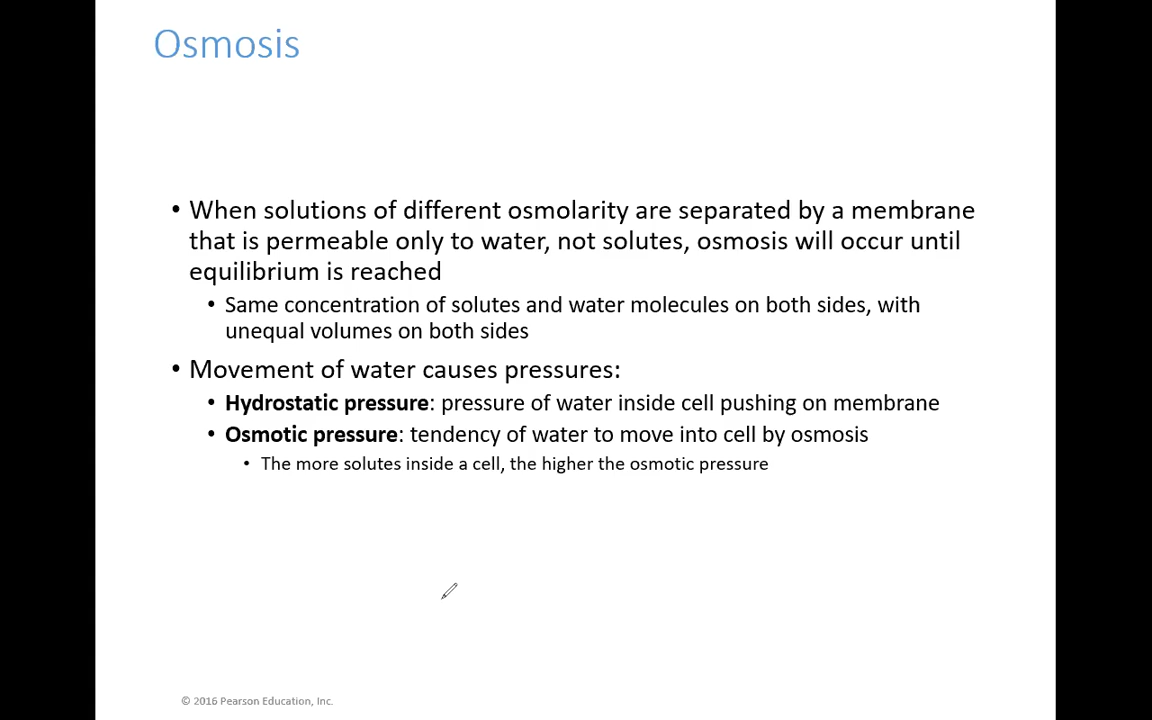 Osmosis
• When solutions of different osmolarity are separated by a membrane
that is permeable only to water, not solutes, osmosis will occur until
equilibrium is reached
• Same concentration of solutes and water molecules on both sides, with
unequal volumes on both sides
• Movement of water causes pressures:
• Hydrostatic pressure: pressure of water inside cell pushing on membrane
• Osmotic pressure: tendency of water to move into cell by osmosis
• The more solutes inside a cell, the higher the osmotic pressure
© 2016 Pearson Education, Inc.